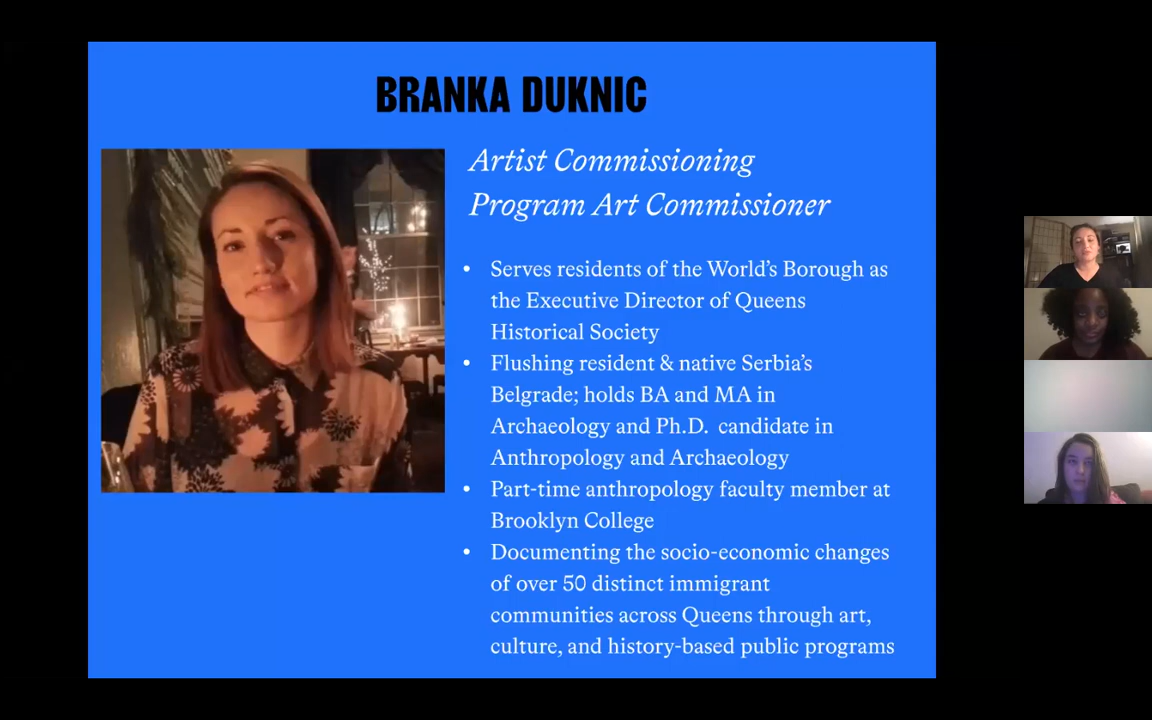 BRANKA DUKNIC
Artist Commissioning
Program Art Commissioner
• Serves residents of the World's Borough as
the Executive Director of Queens
Historical Society
• Flushing resident & native Serbia's
Belgrade; holds BA and MA in
Archaeology and Ph.D. candidate in
Anthropology and Archaeology
• Part-time anthropology faculty member at
Brooklyn College
• Documenting the socio-economic changes
of over 50 distinct immigrant
communities across Queens through art,
culture, and history-based public programs